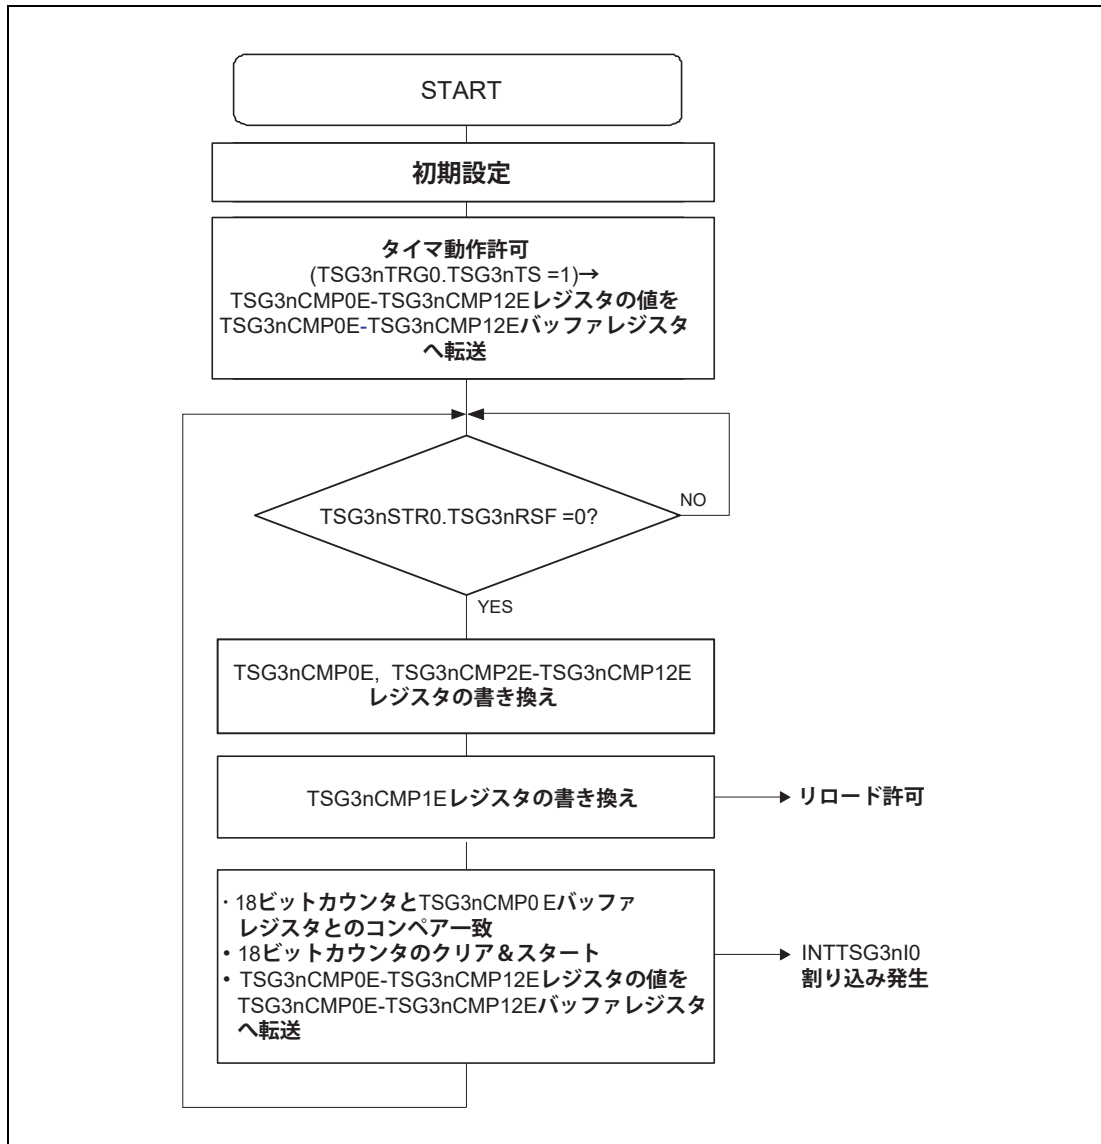 START
初期設定
タイマ動作許可
(TSG3nTRG0.TSG3nTS =1)→
TSG3nCMP0E-TSG3nCMP12Eレジスタの値を
TSG3nCMP0E-TSG3nCMP12Eバッファレジスタ
へ転送
TSG3nSTR0.TSG3nRSF =0?
NO
YES
TSG3nCMP0E, TSG3nCMP2E-TSG3nCMP12E
レジスタの書き換え
TSG3nCMP1Eレジスタの書き換え
リロード許可
・18ビットカウンタとTSG3nCMP0 Eバッファ
レジスタとのコンペアー致
• 18ビットカウンタのクリア＆スタート
• TSG3nCMP0E-TSG3nCMP12Eレジスタの値を
TSG3nCMP0E-TSG3nCMP12Eバッファレジスタ
へ転送
INTTSG3nI0
割り込み発生